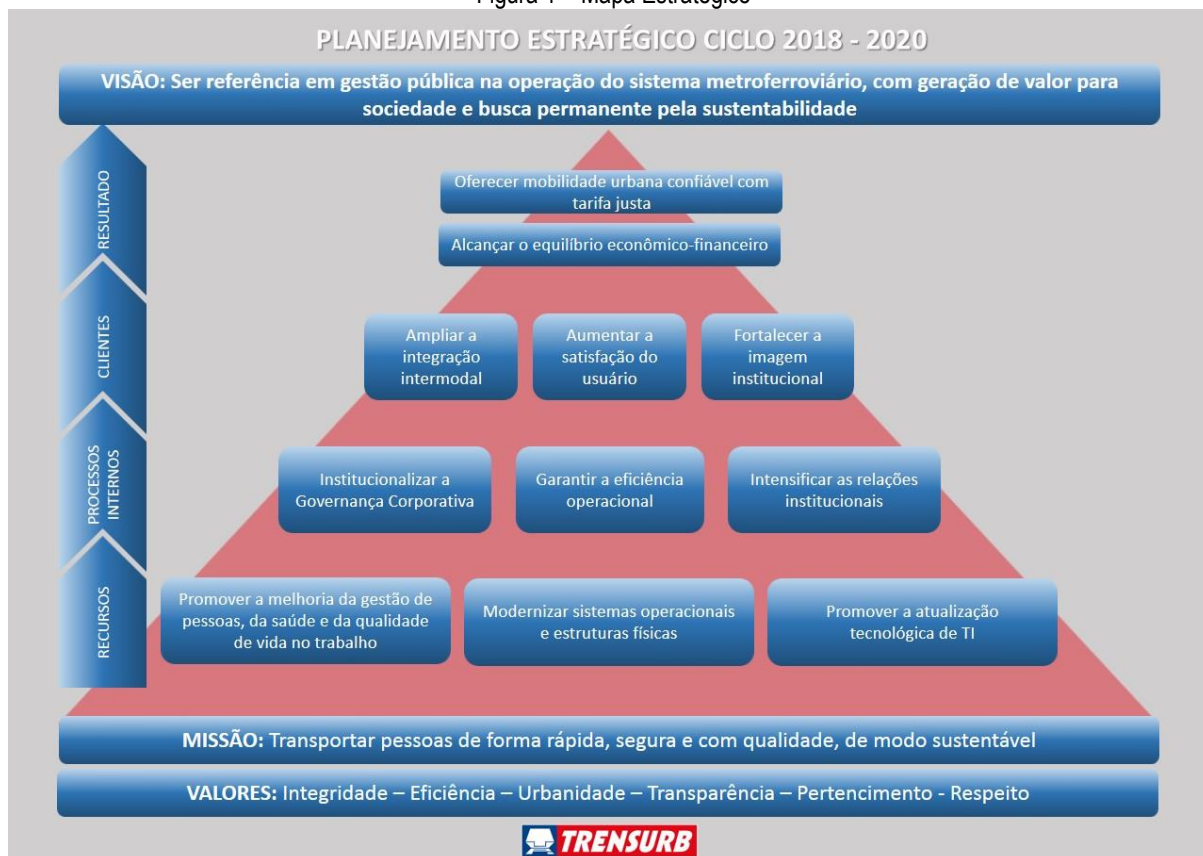 Figura 1 – Mapa Estratégico
PLANEJAMENTO ESTRATÉGICO CICLO 2018 - 2020
VISÃO: Ser referência em gestão pública na operação do sistema metroferroviário, com geração de valor para
sociedade e busca permanente pela sustentabilidade
RESULTADO
Oferecer mobilidade urbana confiável com
tarifa justa
Alcançar o equilíbrio econômico-financeiro
CLIENTES
Ampliar a
integração
intermodal
Aumentar a
satisfação do
usuário
Fortalecer a
imagem
institucional
PROCESSOS
INTERNOS
Institucionalizar a
Governança Corporativa
Garantir a eficiência
operacional
Intensificar as relações
institucionais
RECURSOS
Promover a melhoria da gestão de
pessoas, da saúde e da qualidade
de vida no trabalho
Modernizar sistemas operacionais
e estruturas físicas
Promover a atualização
tecnológica de TI
MISSÃO: Transportar pessoas de forma rápida, segura e com qualidade, de modo sustentável
VALORES: Integridade – Eficiência – Urbanidade – Transparência – Pertencimento - Respeito
TRENSURB